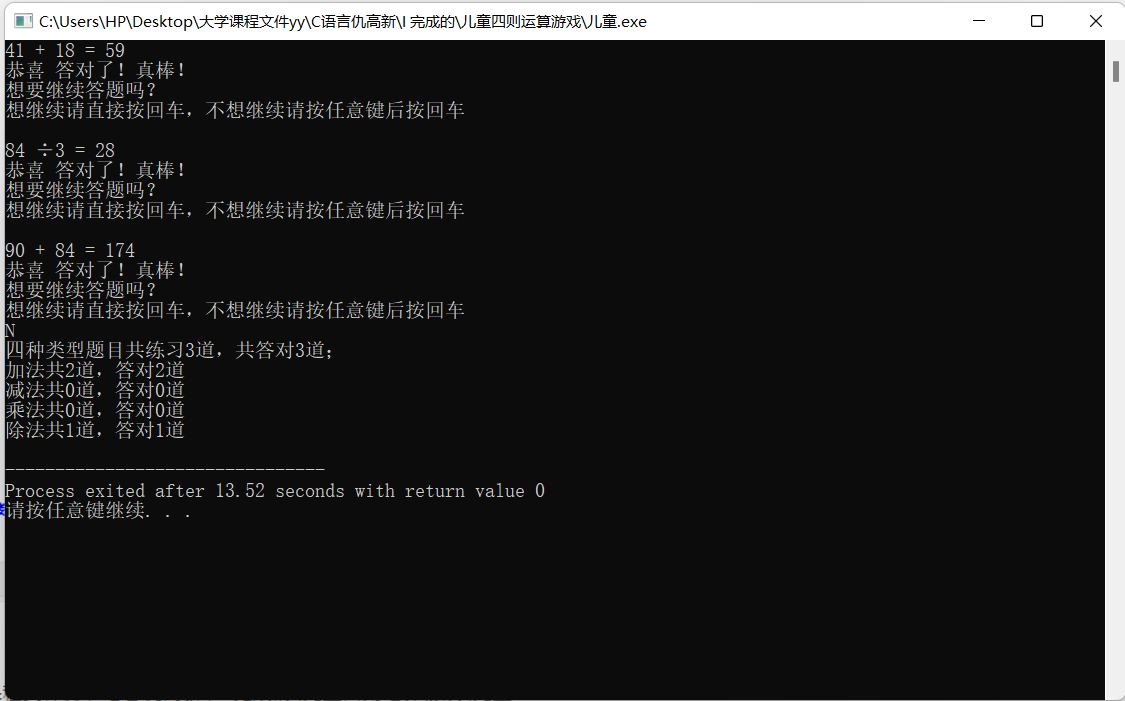 C:\Users\HP\Desktop\大学课程文件yy\C语言仇高新\I 完成的\儿童四则运算游戏\儿童.exe
41 + 18 = 59
恭喜 答对了！真棒！
想要继续答题吗？
想继续请直接按回车，不想继续请按任意键后按回车
84 ÷3 = 28
恭喜 答对了！真棒！
想要继续答题吗？
想继续请直接按回车，不想继续请按任意键后按回车
90 + 84 = 174
恭喜 答对了！真棒！
想要继续答题吗？
想继续请直接按回车，不想继续请按任意键后按回车
N
四种类型题目共练习3道，共答对3道；
加法共2道，答对2道
减法共0道，答对0道
乘法共0道，答对0道
除法共1道，答对1道
--------------------------------
Process exited after 13.52 seconds with return value 0
请按任意键继续. . .